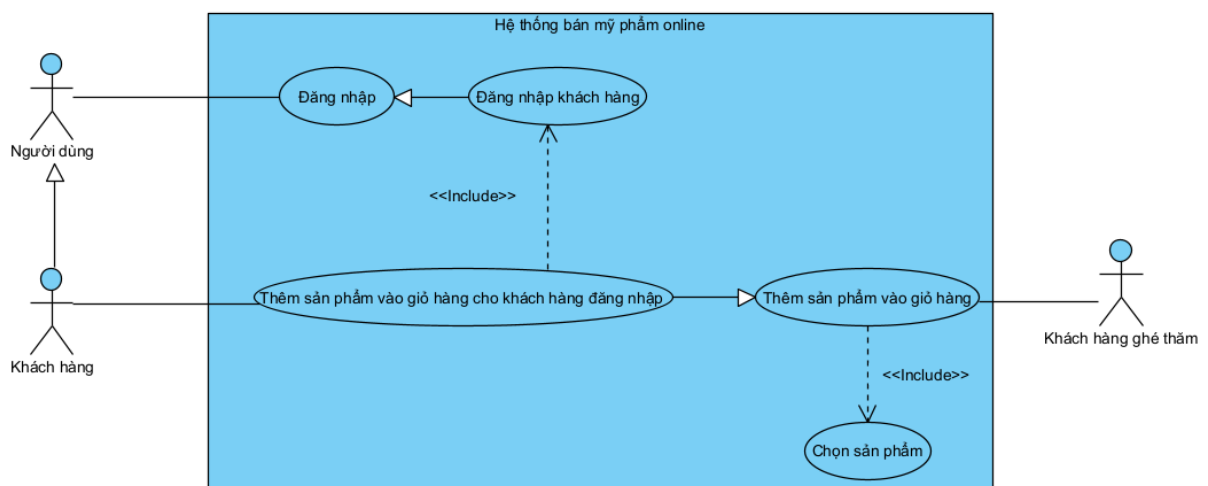 Hệ thống bán mỹ phẩm online
Đăng nhập
Đăng nhập khách hàng
Người dùng
<<Include>>
Thêm sản phẩm vào giỏ hàng cho khách hàng đăng nhập
Thêm sản phẩm vào giỏ hàng
Khách hàng ghé thăm
Khách hàng
<<Include>>
Chọn sản phẩm